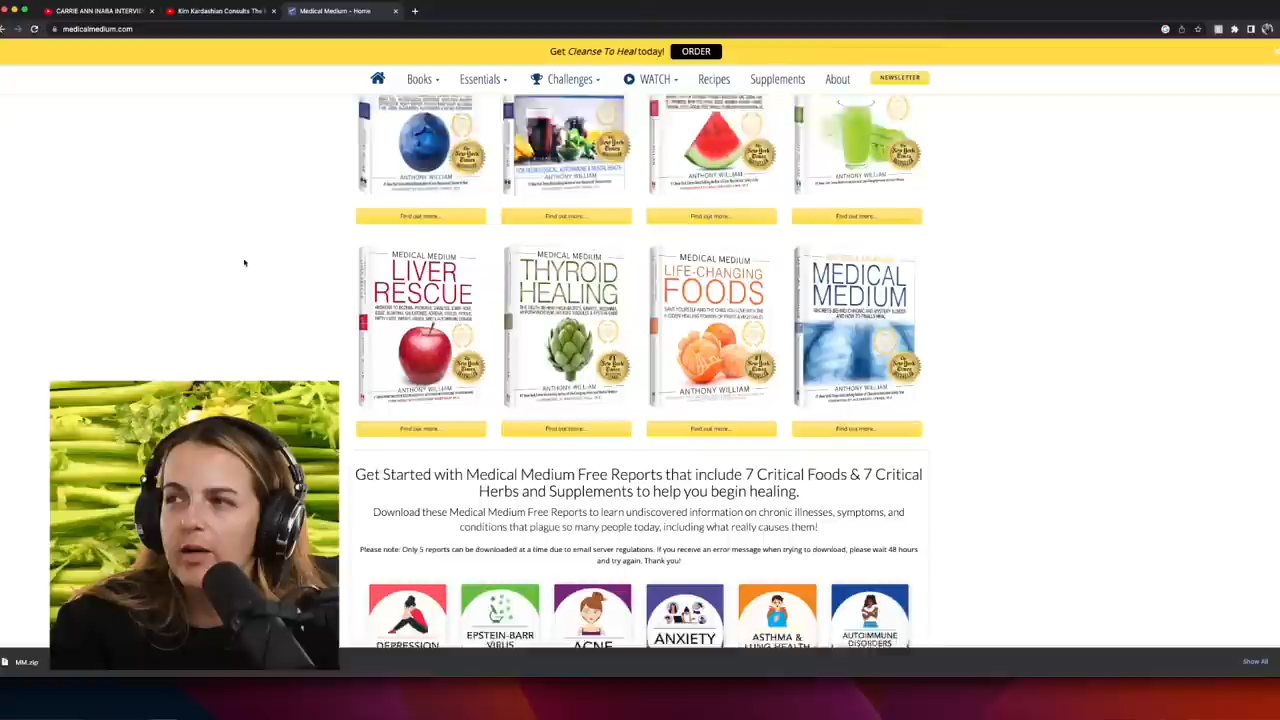 CARRIE ANN INABA INTERVIE
Kim Kardashian Consults The
Medical Medium - Home
medicalmedium.com
Get Cleanse To Heal today!
ORDER
Books
Essentials
Challenges
WATCH
Recipes
Supplements
About
NEWSLETTER
ANTHONY WILLIAM
ANTHONY WILLIAM
ANTHONY WILLIAM
ANTHONY WILLIAM
Find out more...
Find out more...
Find out more...
Find out more...
MEDICAL MEDIUM
LIVER
RESCUE
ANTHONY WILLIAM
MEDICAL MEDIUM
THYROID
HEALING
ANTHONY WILLIAM
MEDICAL MEDIUM
LIFE-CHANGING
FOODS
ANTHONY WILLIAM
MEDICAL
MEDIUM
ANTHONY WILLIAM
Find out more...
Find out more...
Find out more...
Find out more...
Get Started with Medical Medium Free Reports that include 7 Critical Foods & 7 Critical
Herbs and Supplements to help you begin healing.
Download these Medical Medium Free Reports to learn undiscovered information on chronic illnesses, symptoms, and
conditions that plague so many people today, including what really causes them!
Please note: Only 5 reports can be downloaded at a time due to email server regulations. If you receive an error message when trying to download, please wait 48 hours
and try again. Thank you!
DEPRESSION
EPSTEIN-BARR
VIRUS
ACNE
ANXIETY
ASTHMA &
LUNG HEALTH
AUTOIMMUNE
DISORDERS
MM.zip
Show All